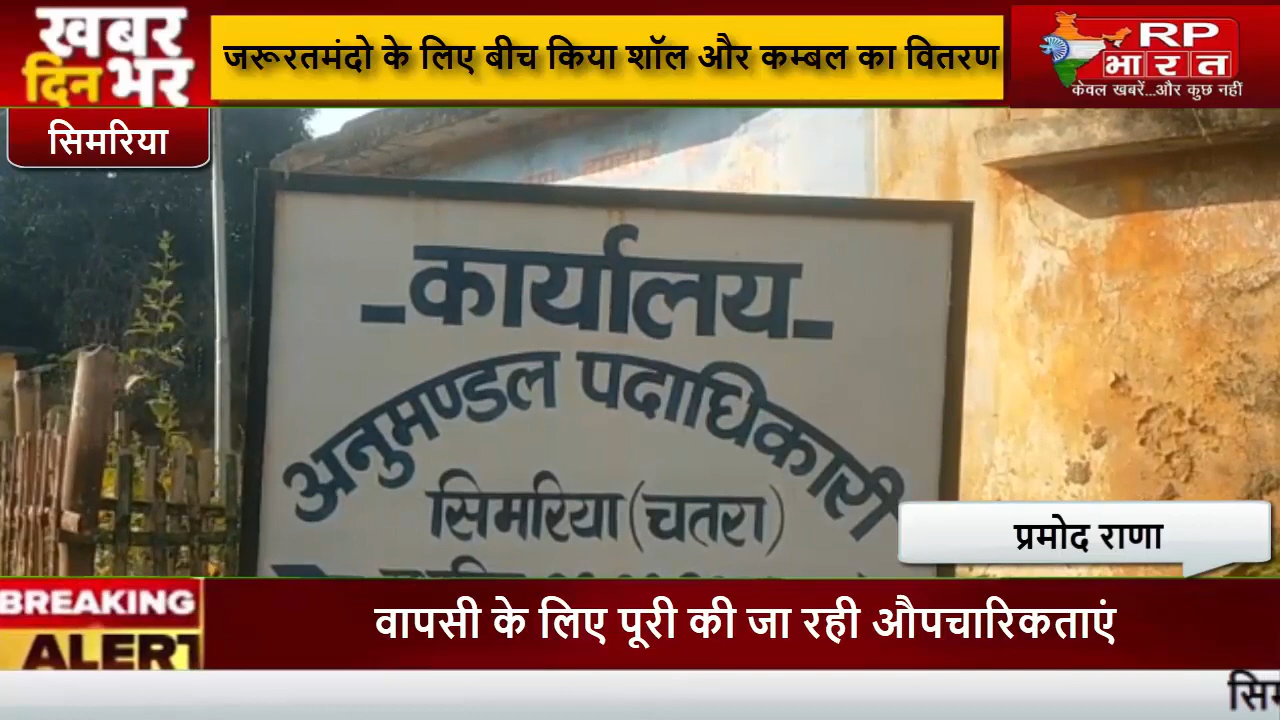 खबर
दिन भर
जरूरतमंदो के लिए बीच किया शॉल और कम्बल का वितरण
RP
भारत
केवल खबरें...और कुछ नहीं
सिमरिया
कार्यालय
अनुमण्डल पदाधिकारी
सिमरिया (चतरा)
प्रमोद राणा
BREAKING
ALERT
वापसी के लिए पूरी की जा रही औपचारिकताएं